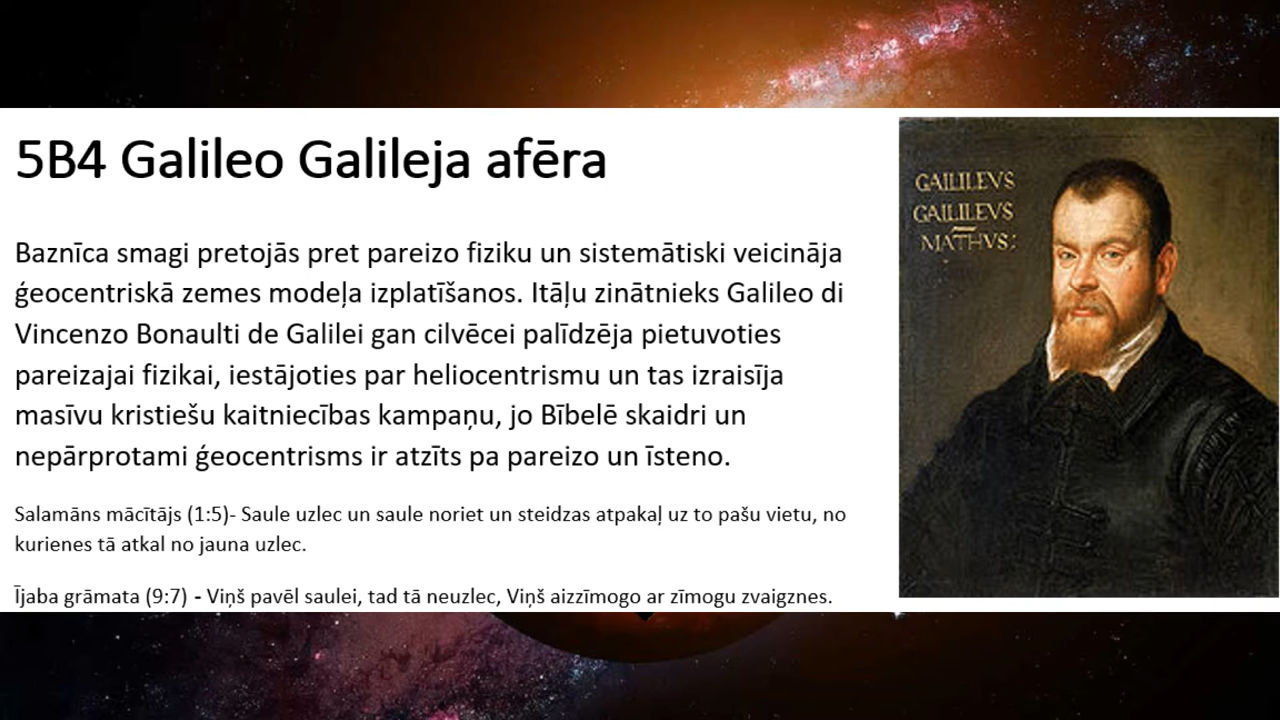 5B4 Galileo Galileja afēra
Baznīca smagi pretojās pret pareizo fiziku un sistemātiski veicināja
ģeocentriskā zemes modeļa izplatīšanos. Itāļu zinātnieks Galileo di
Vincenzo Bonaulti de Galilei gan cilvēcei palīdzēja pietuvoties
pareizajai fizikai, iestājoties par heliocentrismu un tas izraisīja
masīvu kristiešu kaitniecības kampaņu, jo Bībelē skaidri un
nepārprotami ģeocentrisms ir atzīts pa pareizo un īsteno.
Salamāns mācītājs (1:5)- Saule uzlec un saule noriet un steidzas atpakaļ uz to pašu vietu, no
kurienes tā atkal no jauna uzlec.
Ījaba grāmata (9:7) - Viņš pavēl saulei, tad tā neuzlec, Viņš aizzīmogo ar zīmogu zvaigznes.
GAILILEVS
GAILILEVS
MATHVS: